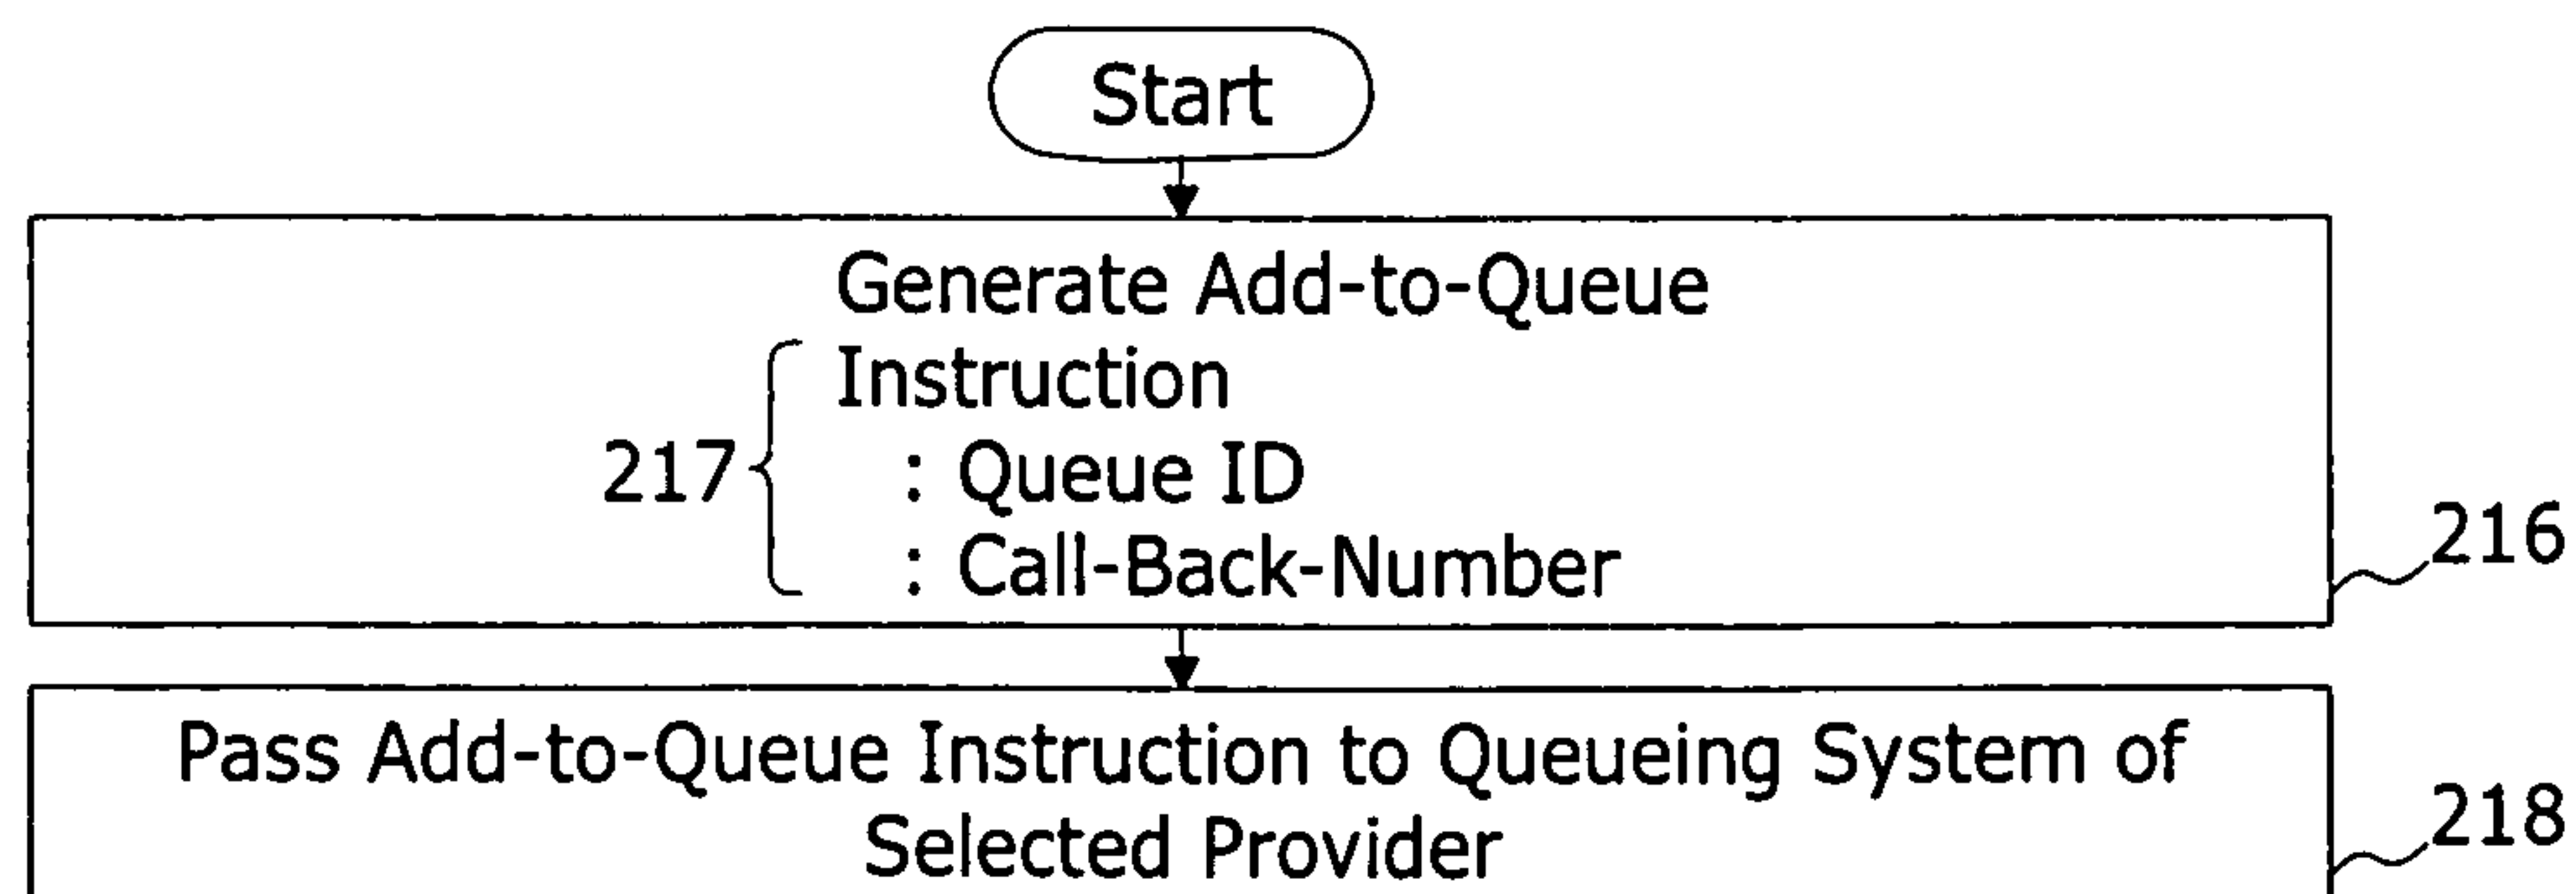 Start
Generate Add-to-Queue
Instruction
217
: Queue ID
: Call-Back-Number
216
Pass Add-to-Queue Instruction to Queueing System of
Selected Provider
218